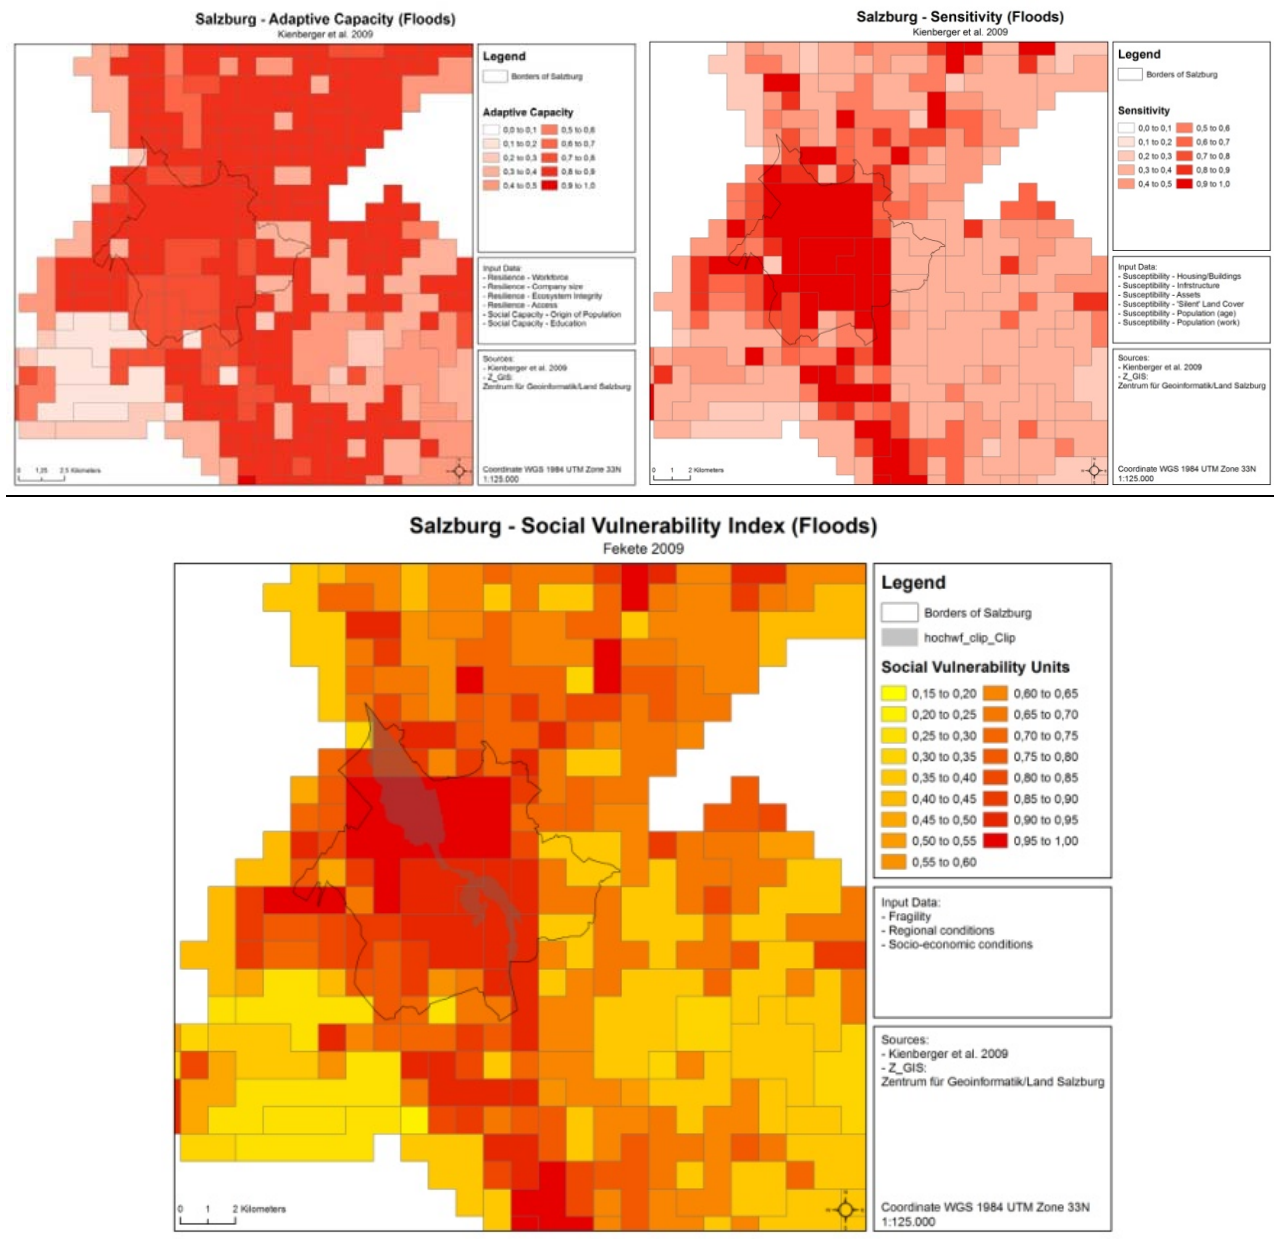 Salzburg - Adaptive Capacity (Floods)
Kienberger et al. 2009
Legend
Borders of Salzburg
Adaptive Capacity
0,0 to 0,1
0,1 to 0,2
0,2 to 0,3
0,3 to 0,4
0,4 to 0,5
0,5 to 0,6
0,6 to 0,7
0,7 to 0,8
0,8 to 0,9
0,9 to 1,0
Input Data:
- Resilience - Workforce
- Resilience - Company size
- Resilience - Ecosystem Integrity
- Resilience - Access
- Social Capacity - Origin of Population
- Social Capacity - Education
Sources:
- Kienberger et al. 2009
- Z_GIS:
Zentrum für Geoinformatik/Land Salzburg
Coordinate WGS 1984 UTM Zone 33N
1:125.000
0 1,25 2,5 Kilometers
Salzburg - Sensitivity (Floods)
Kienberger et al. 2009
Legend
Borders of Salzburg
Sensitivity
0,0 to 0,1
0,1 to 0,2
0,2 to 0,3
0,3 to 0,4
0,4 to 0,5
0,5 to 0,6
0,6 to 0,7
0,7 to 0,8
0,8 to 0,9
0,9 to 1,0
Input Data:
- Susceptibility - Housing/Buildings
- Susceptibility - Infrstructure
- Susceptibility - Assets
- Susceptibility - 'Silent' Land Cover
- Susceptibility - Population (age)
- Susceptibility - Population (work)
Sources:
- Kienberger et al. 2009
- Z_GIS:
Zentrum für Geoinformatik/Land Salzburg
Coordinate WGS 1984 UTM Zone 33N
1:125.000
0 1 2 Kilometers
Salzburg - Social Vulnerability Index (Floods)
Fekete 2009
Legend
Borders of Salzburg
hochwf_clip_Clip
Social Vulnerability Units
0,15 to 0,20
0,20 to 0,25
0,25 to 0,30
0,30 to 0,35
0,35 to 0,40
0,40 to 0,45
0,45 to 0,50
0,50 to 0,55
0,55 to 0,60
0,60 to 0,65
0,65 to 0,70
0,70 to 0,75
0,75 to 0,80
0,80 to 0,85
0,85 to 0,90
0,90 to 0,95
0,95 to 1,00
Input Data:
- Fragility
- Regional conditions
- Socio-economic conditions
Sources:
- Kienberger et al. 2009
- Z_GIS:
Zentrum für Geoinformatik/Land Salzburg
Coordinate WGS 1984 UTM Zone 33N
1:125.000
0 1 2 Kilometers